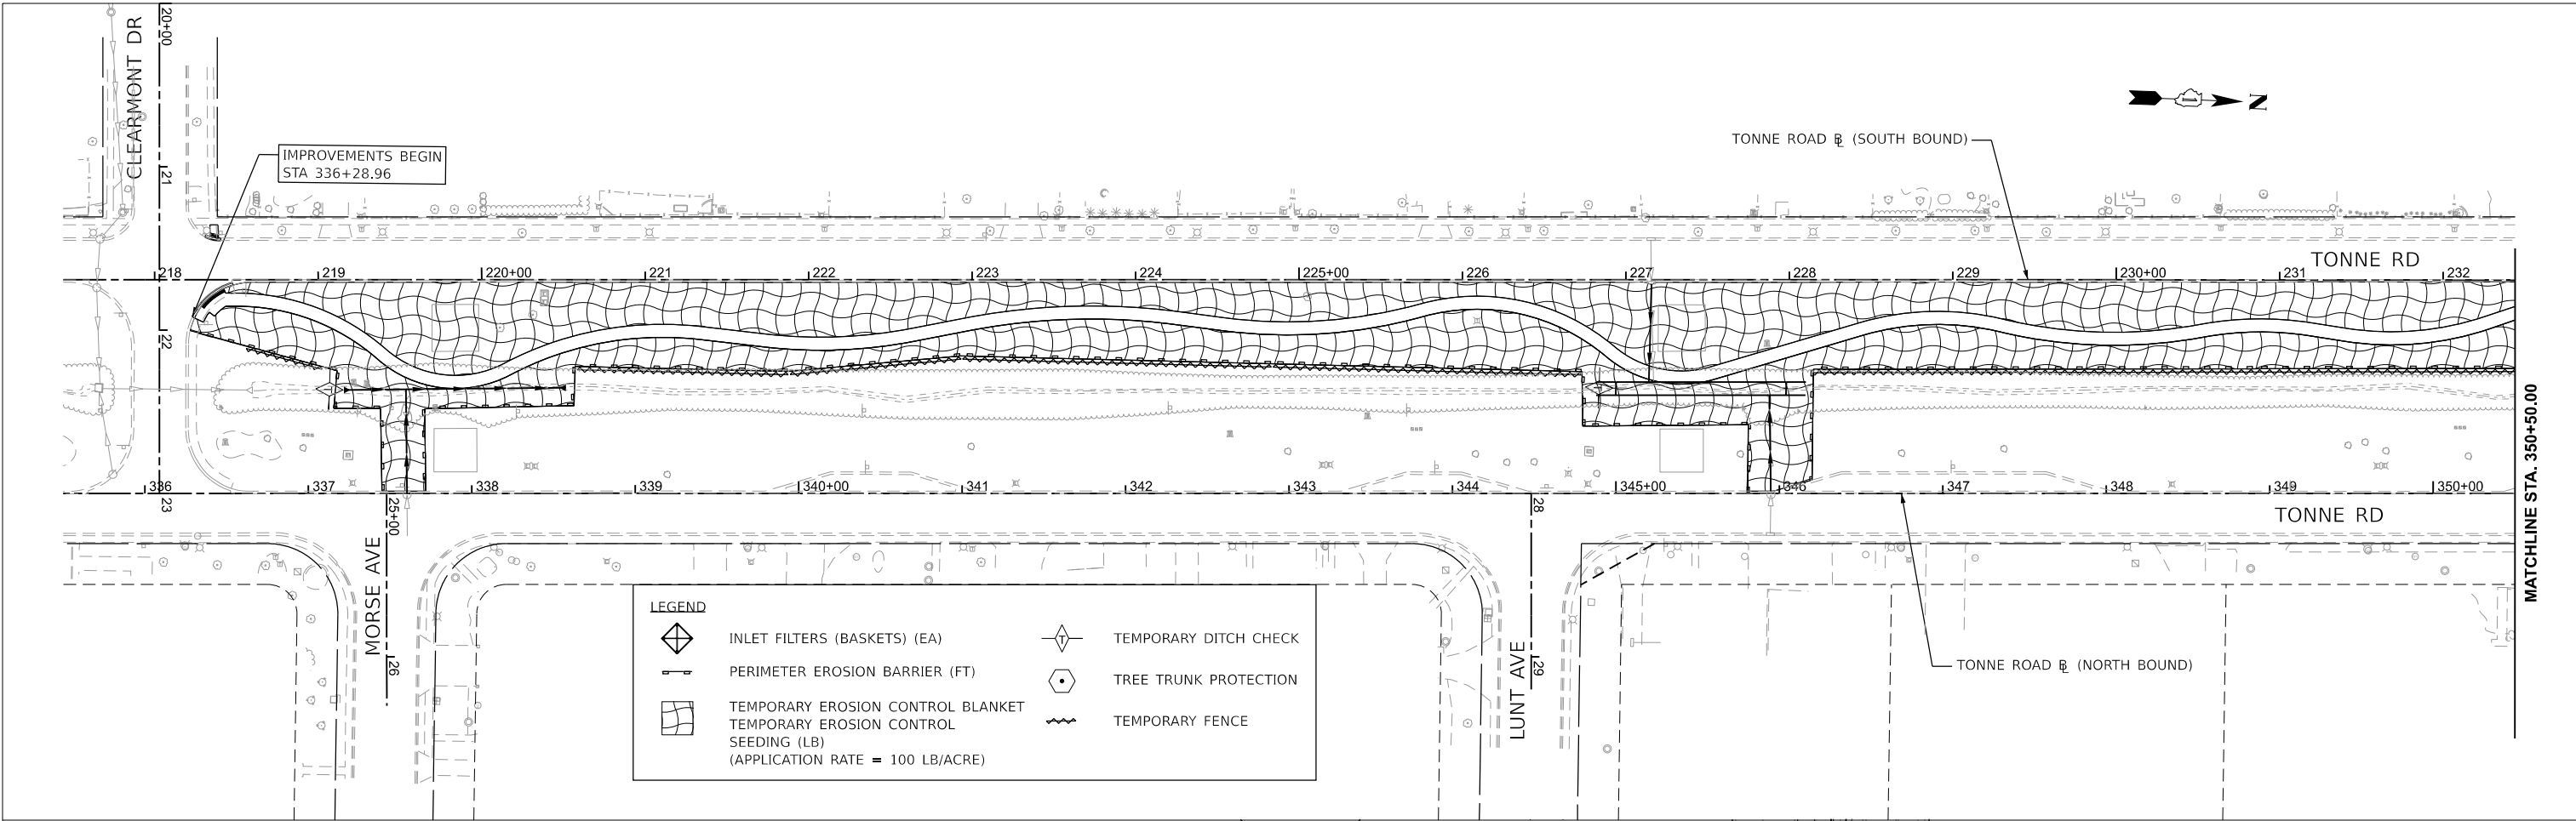 CLEARMONT DR
20+00
21
22
23
IMPROVEMENTS BEGIN
STA 336+28.96
N
TONNE ROAD ⅊ (SOUTH BOUND)
TONNE RD
218
219
220+00
221
222
223
224
225+00
226
227
228
229
230+00
231
232
336
337
338
339
340+00
341
342
343
344
345+00
346
347
348
349
350+00
MATCHLINE STA. 350+50.00
TONNE RD
MORSE AVE
25+00
26
LUNT AVE
28
29
TONNE ROAD ⅊ (NORTH BOUND)
LEGEND
INLET FILTERS (BASKETS) (EA)
PERIMETER EROSION BARRIER (FT)
TEMPORARY EROSION CONTROL BLANKET
TEMPORARY EROSION CONTROL
SEEDING (LB)
(APPLICATION RATE = 100 LB/ACRE)
T
TEMPORARY DITCH CHECK
TREE TRUNK PROTECTION
TEMPORARY FENCE